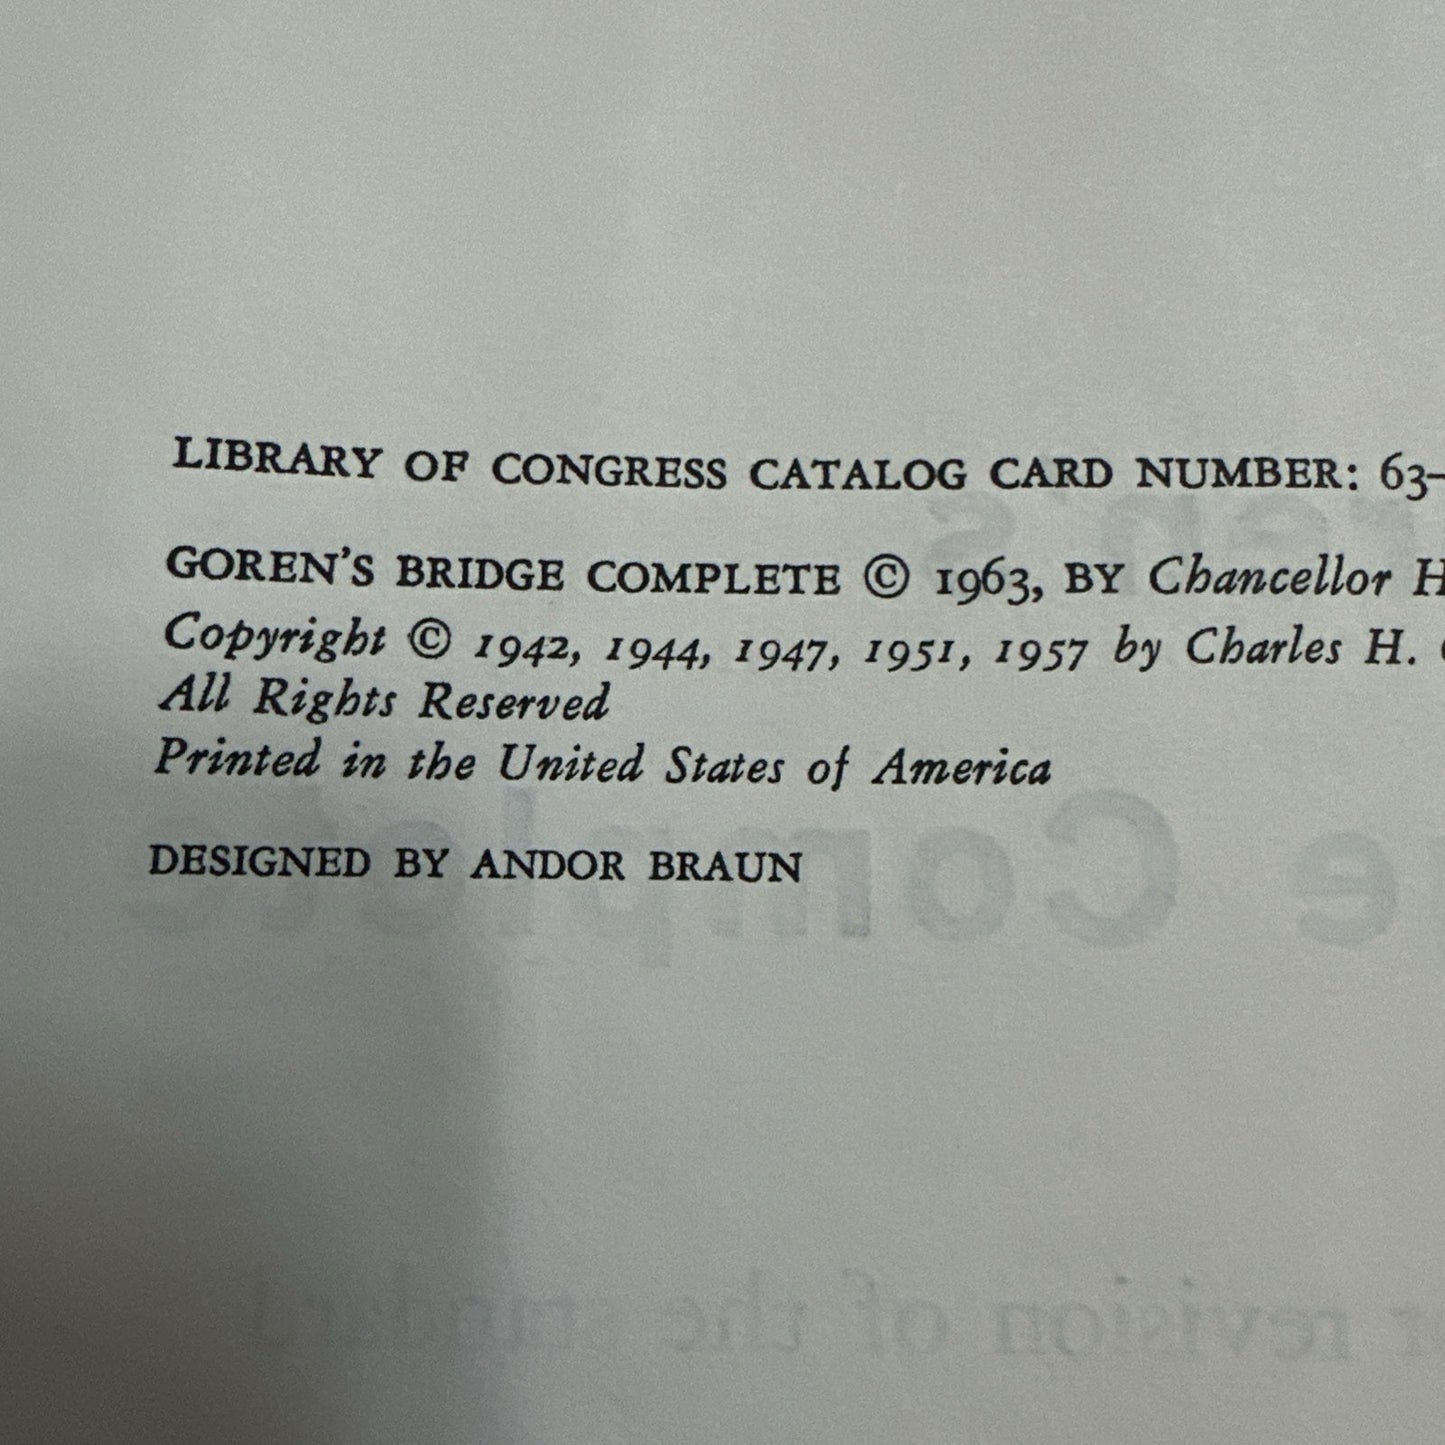 LIBRARY OF CONGRESS CATALOG CARD NUMBER: 63-
GOREN'S BRIDGE COMPLETE © 1963, BY Chancellor H
Copyright © 1942, 1944, 1947, 1951, 1957 by Charles H.
All Rights Reserved
Printed in the United States of America
DESIGNED BY ANDOR BRAUN